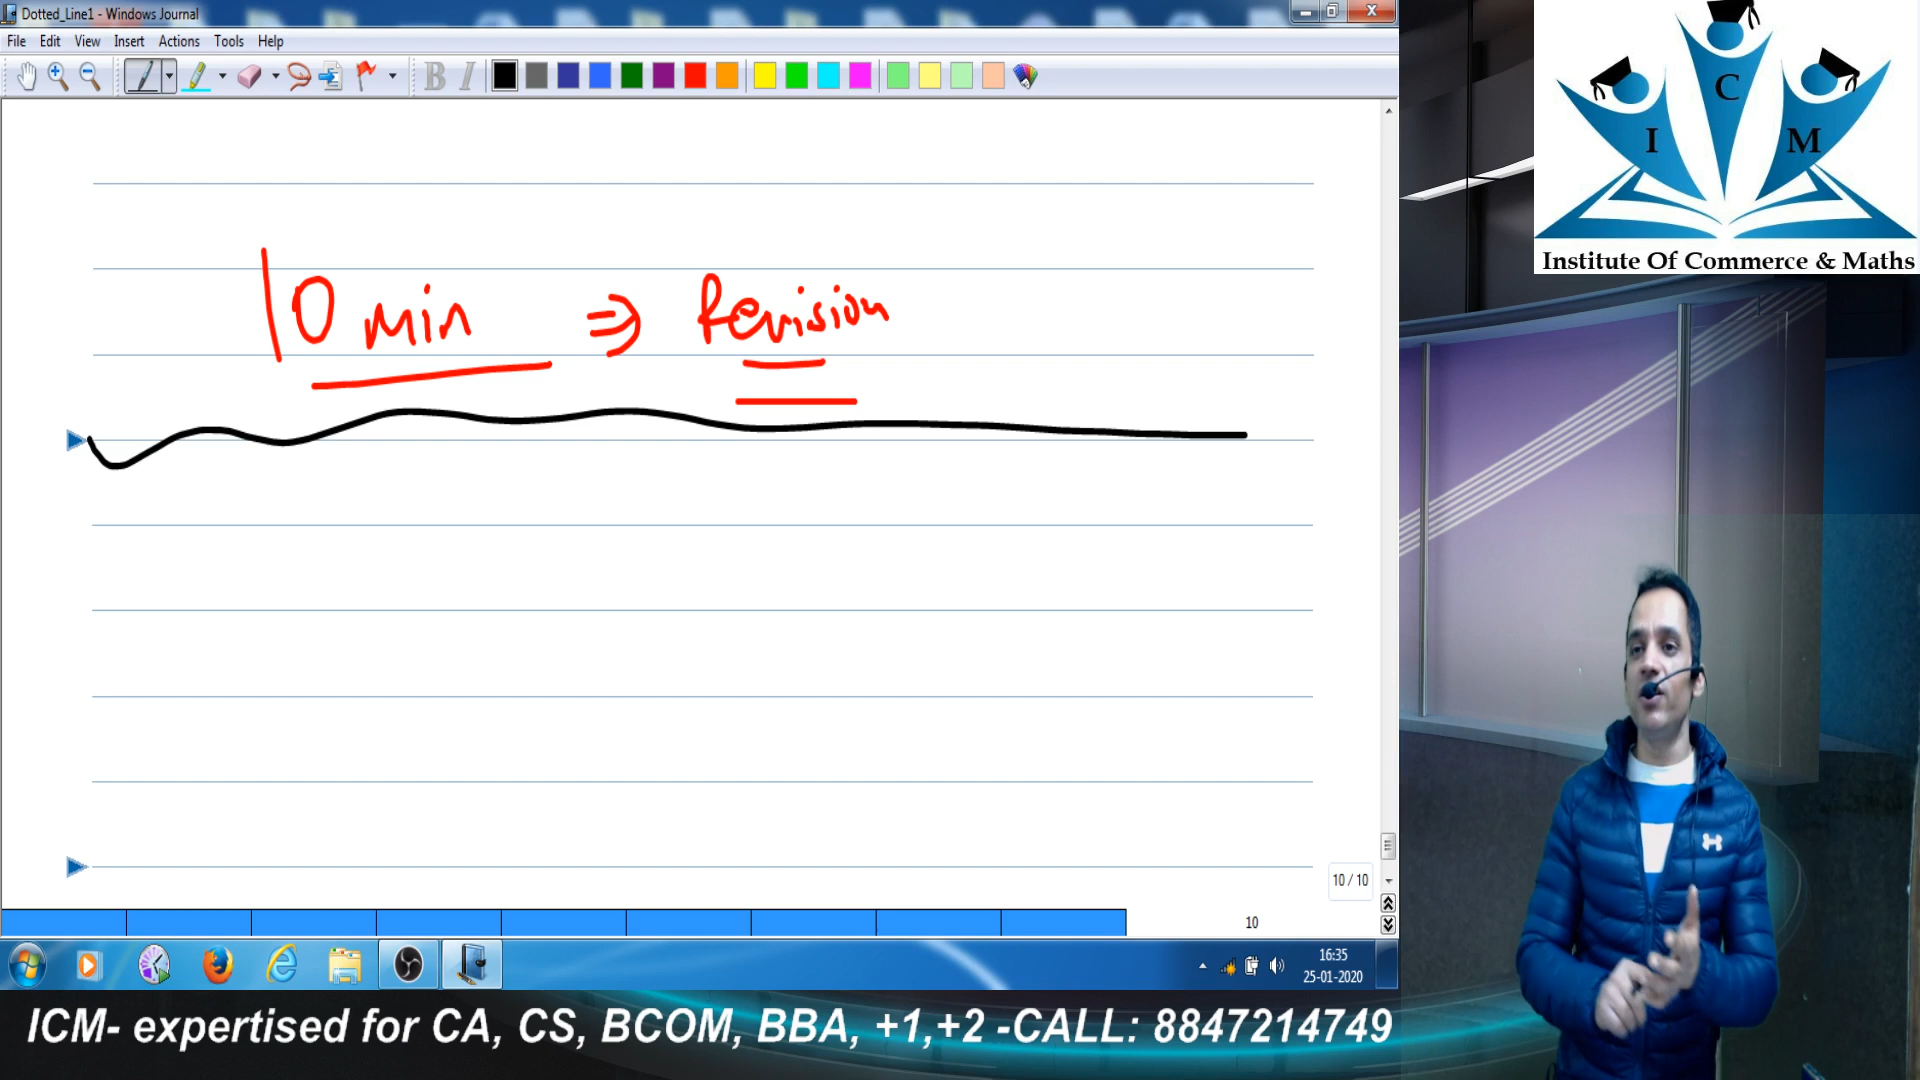 Dotted_Line1 - Windows Journal
File Edit View Insert Actions Tools Help
B I
10 min ⇒ Revision
10 / 10
10
16:35
25-01-2020
I C M
Institute Of Commerce & Maths
ICM- expertised for CA, CS, BCOM, BBA, +1,+2 -CALL: 8847214749